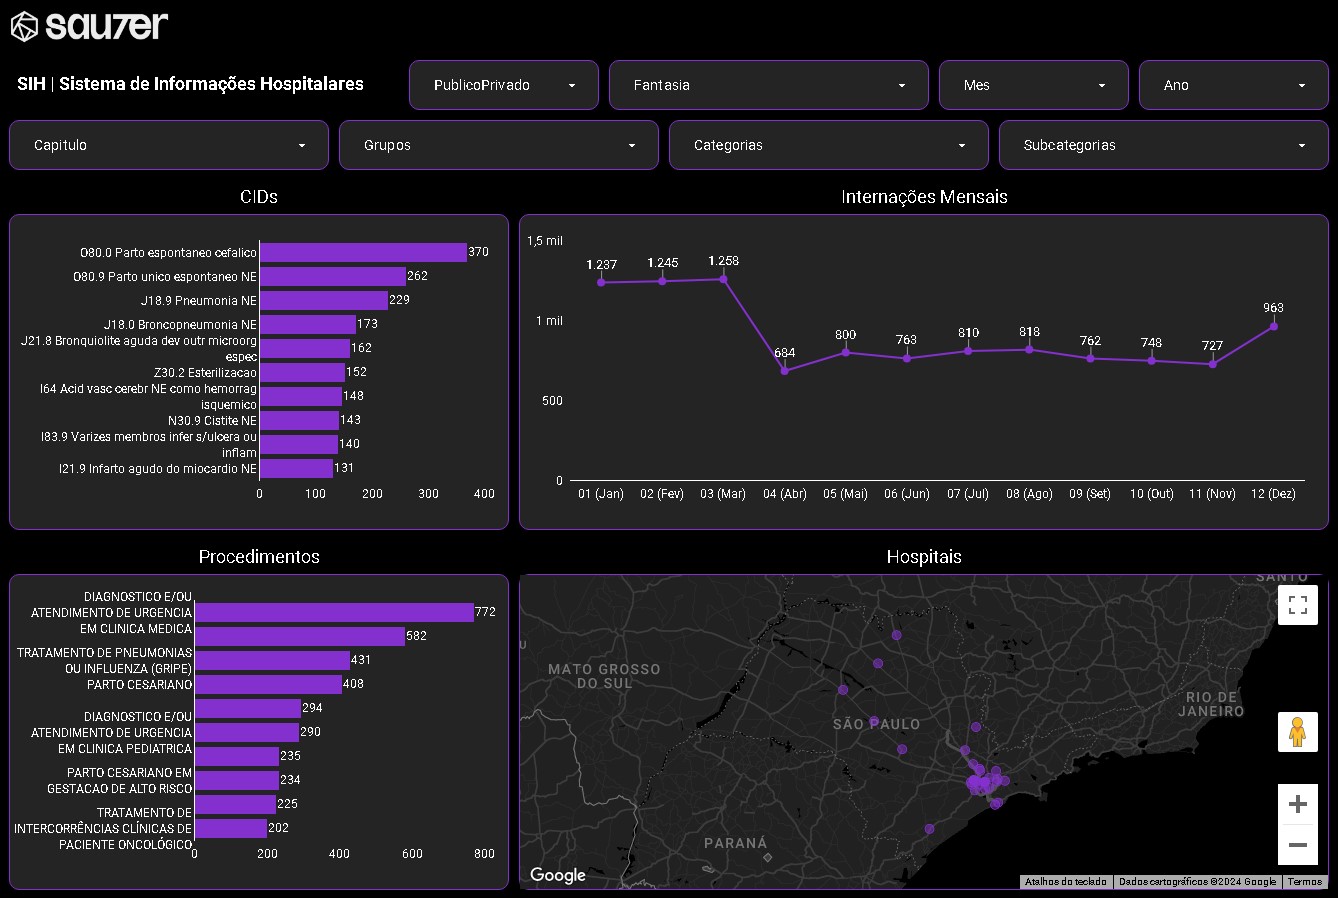 sauter
SIH | Sistema de Informações Hospitalares
PublicoPrivado
Fantasia
Mes
Ano
Capitulo
Grupos
Categorias
Subcategorias
CIDs
O80.0 Parto espontaneo cefalico
370
O80.9 Parto unico espontaneo NE
262
J18.9 Pneumonia NE
229
J18.0 Broncopneumonia NE
173
J21.8 Bronquiolite aguda dev outr microorg
espec
162
Z30.2 Esterilizacao
152
I64 Acid vasc cerebr NE como hemorrag
isquemico
148
N30.9 Cistite NE
143
I83.9 Varizes membros infer s/ulcera ou
inflam
140
I21.9 Infarto agudo do miocardio NE
131
0 100 200 300 400
Internações Mensais
1,5 mil
1 mil
500
0
1.237 1.245 1.258 684 800 763 810 818 762 748 727 963
01 (Jan) 02 (Fev) 03 (Mar) 04 (Abr) 05 (Mai) 06 (Jun) 07 (Jul) 08 (Ago) 09 (Set) 10 (Out) 11 (Nov) 12 (Dez)
Procedimentos
DIAGNOSTICO E/OU
ATENDIMENTO DE URGENCIA
EM CLINICA MEDICA
TRATAMENTO DE PNEUMONIAS
OU INFLUENZA (GRIPE)
PARTO CESARIANO
DIAGNOSTICO E/OU
ATENDIMENTO DE URGENCIA
EM CLINICA PEDIATRICA
PARTO CESARIANO EM
GESTACAO DE ALTO RISCO
TRATAMENTO DE
INTERCORRÊNCIAS CLÍNICAS DE
PACIENTE ONCOLÓGICO
772
582
431
408
294
290
235
234
225
202
0 200 400 600 800
Hospitais
SANTO
MATO GROSSO
DO SUL
SÃO PAULO
RIO DE
JANEIRO
PARANÁ
Google
Atalhos do teclado
Dados cartográficos ©2024 Google
Termos